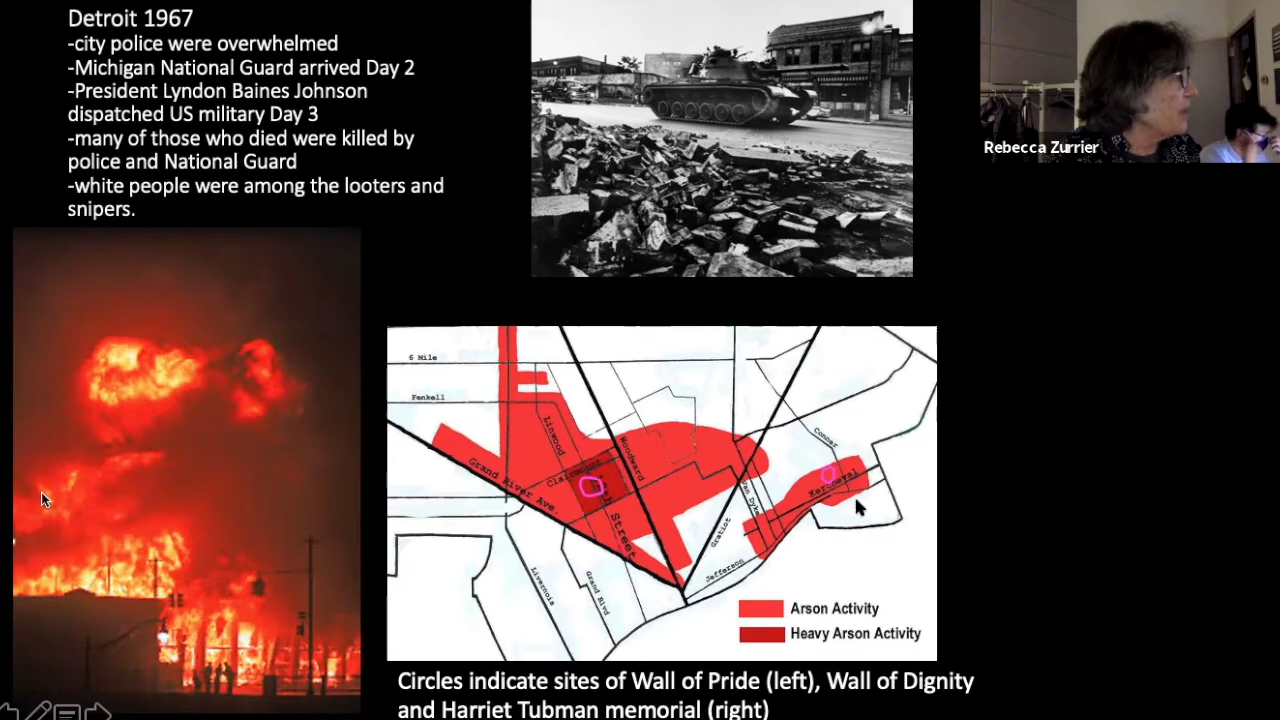 Detroit 1967
-city police were overwhelmed
-Michigan National Guard arrived Day 2
-President Lyndon Baines Johnson
dispatched US military Day 3
-many of those who died were killed by
police and National Guard
-white people were among the looters and
snipers.
Rebecca Zurrier
6 Mile
Fenkell
Linwood
Woodward
Conner
Clairmount
Kercheval
Grand River Ave.
Street
Van Dyke
Gratiot
Jefferson
Livernois
Grand Blvd
Arson Activity
Heavy Arson Activity
Circles indicate sites of Wall of Pride (left), Wall of Dignity
and Harriet Tubman memorial (right)